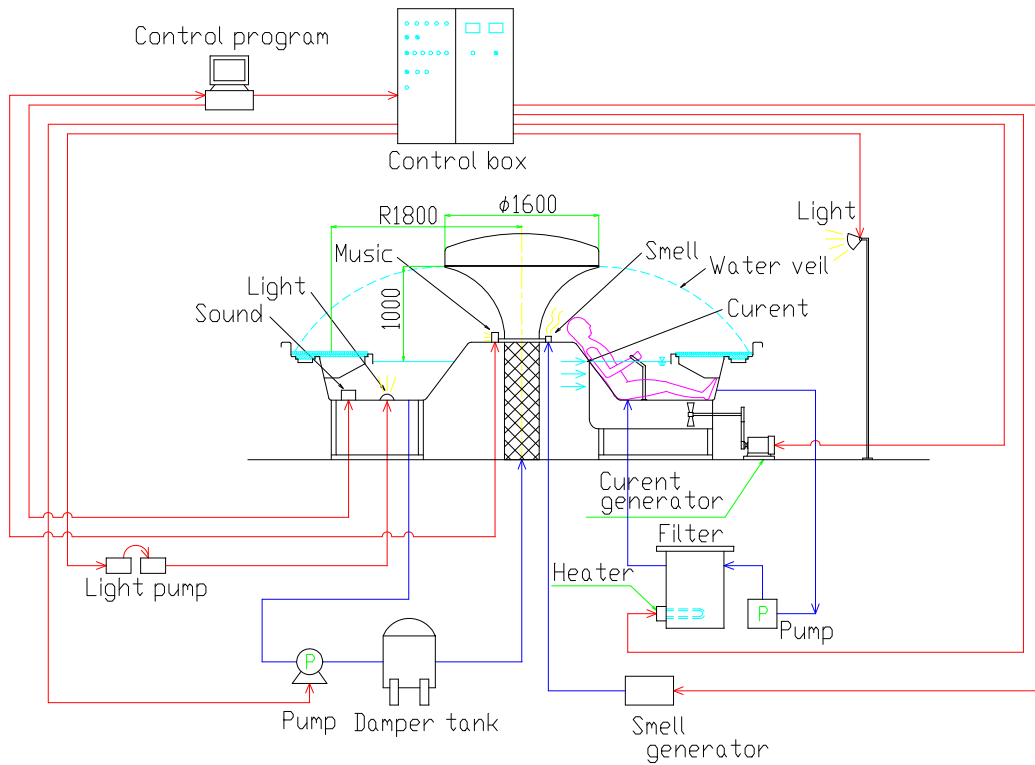 Control program
Control box
ϕ1600
R1800
Light
Music
Smell
Water veil
Light
1000
Curent
Sound
Curent
generator
Filter
Heater
Light pump
P
Pump
P
Pump
Damper tank
Smell
generator